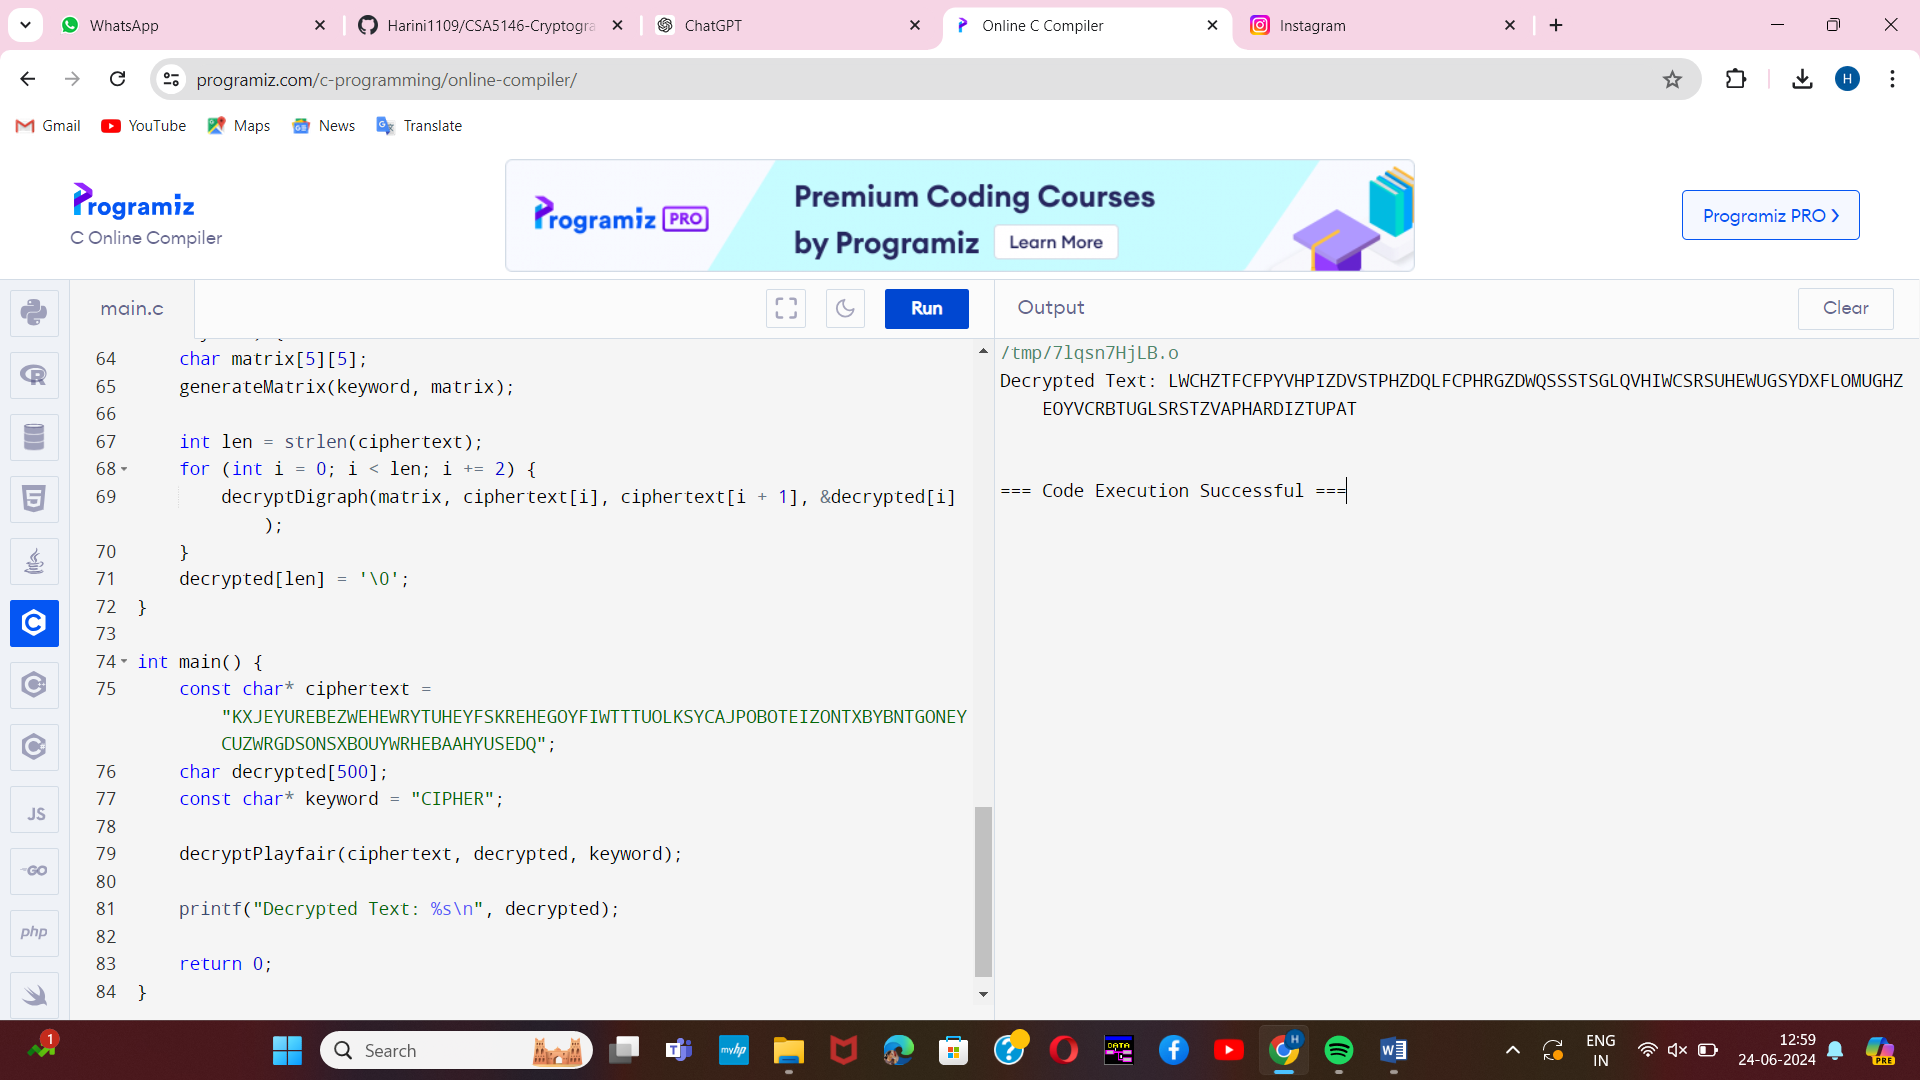 WhatsApp
Harini1109/CSA5146-Cryptogra
ChatGPT
Online C Compiler
Instagram
programiz.com/c-programming/online-compiler/
H
Gmail
YouTube
Maps
News
Translate
Programiz
C Online Compiler
Programiz PRO
Premium Coding Courses
by Programiz
Learn More
Programiz PRO ❯
main.c
Run
Output
Clear
64 char matrix[5][5];
65 generateMatrix(keyword, matrix);
66
67 int len = strlen(ciphertext);
68 for (int i = 0; i < len; i += 2) {
69 decryptDigraph(matrix, ciphertext[i], ciphertext[i + 1], &decrypted[i]
);
70 }
71 decrypted[len] = '\0';
72 }
73
74 int main() {
75 const char* ciphertext =
"KXJEYUREBEZWEHEWRYTUHEYFSKREHEGOYFIWTTTUOLKSYCAJPOBOTEIZONTXBYBNTGONEY
CUZWRGDSONSXBOUYWRHEBAAHYUSEDQ";
76 char decrypted[500];
77 const char* keyword = "CIPHER";
78
79 decryptPlayfair(ciphertext, decrypted, keyword);
80
81 printf("Decrypted Text: %s\n", decrypted);
82
83 return 0;
84 }
/tmp/7lqsn7HjLB.o
Decrypted Text: LWCHZTFCFPYVHPIZDVSTPHZDQLFCPHRGZDWQSSSTSGLQVHIWCSRSUHEWUGSYDXFLOMUGHZ
EOYVCRBTUGLSRSTZVAPHARDIZTUPAT
=== Code Execution Successful ===
JS
GO
php
1
Search
myhp
DATA
H
ENG
IN
12:59
24-06-2024
PRE